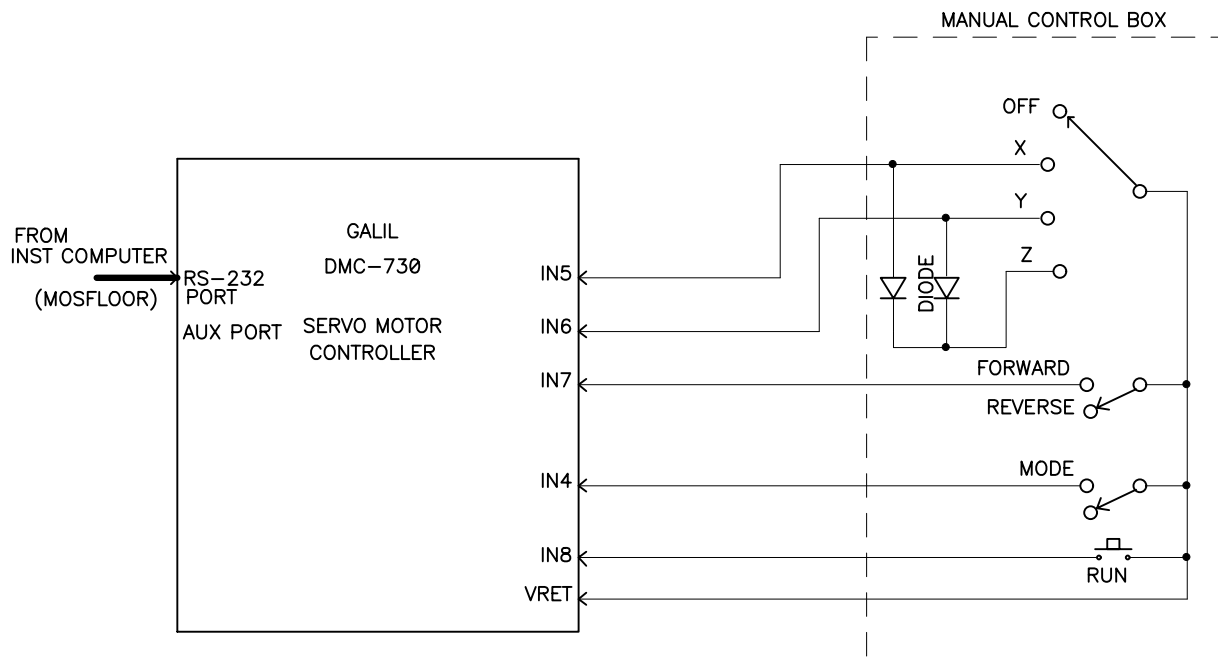 MANUAL CONTROL BOX
OFF
X
Y
Z
DIODE
FORWARD
REVERSE
MODE
RUN
FROM
INST COMPUTER
(MOSFLOOR)
RS-232
PORT
AUX PORT
GALIL
DMC-730
SERVO MOTOR
CONTROLLER
IN5
IN6
IN7
IN4
IN8
VRET